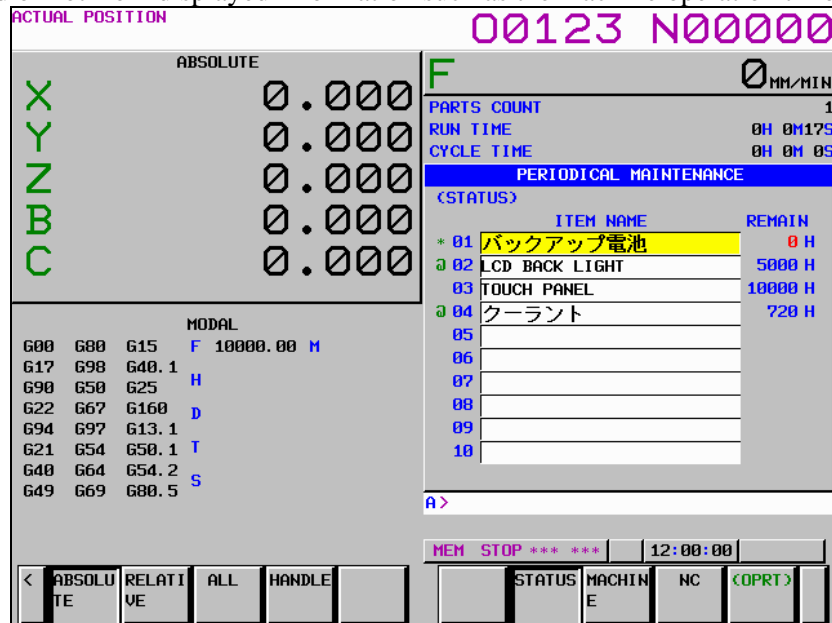 ACTUAL POSITION
O0123 N00000
ABSOLUTE
X 0.000
Y 0.000
Z 0.000
B 0.000
C 0.000
F 0 MM/MIN
PARTS COUNT 1
RUN TIME 0H 0M17S
CYCLE TIME 0H 0M 0S
PERIODICAL MAINTENANCE
(STATUS)
ITEM NAME REMAIN
* 01 バックアップ電池 0 H
@ 02 LCD BACK LIGHT 5000 H
03 TOUCH PANEL 10000 H
@ 04 クーラント 720 H
05
06
07
08
09
10
MODAL
G00 G80 G15 F 10000.00 M
G17 G98 G40.1
G90 G50 G25 H
G22 G67 G160
G94 G97 G13.1 D
G21 G54 G50.1 T
G40 G64 G54.2
G49 G69 G80.5 S
A>
MEM STOP *** *** 12:00:00
< ABSOLUTE RELATIVE ALL HANDLE STATUS MACHINE NC (OPRT)